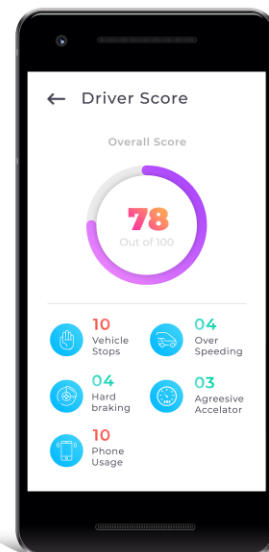 Driver Score
Overall Score
78
Out of 100
10
Vehicle
Stops
04
Over
Speeding
04
Hard
braking
03
Agreesive
Accelator
10
Phone
Usage